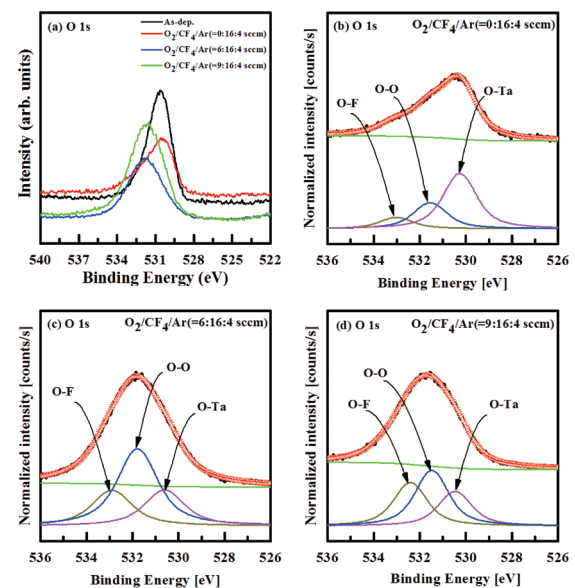 (a) O 1s
As-dep.
O2/CF4/Ar(=0:16:4 sccm)
O2/CF4/Ar(=6:16:4 sccm)
O2/CF4/Ar(=9:16:4 sccm)
Intensity (arb. units)
540 537 534 531 528 525 522
Binding Energy (eV)
(b) O 1s O2/CF4/Ar(=0:16:4 sccm)
O-F
O-O
O-Ta
Normalized intensity [counts/s]
536 534 532 530 528 526
Binding Energy [eV]
(c) O 1s O2/CF4/Ar(=6:16:4 sccm)
O-F
O-O
O-Ta
Normalized intensity [counts/s]
536 534 532 530 528 526
Binding Energy [eV]
(d) O 1s O2/CF4/Ar(=9:16:4 sccm)
O-O
O-F
O-Ta
Normalized intensity [counts/s]
536 534 532 530 528 526
Binding Energy [eV]